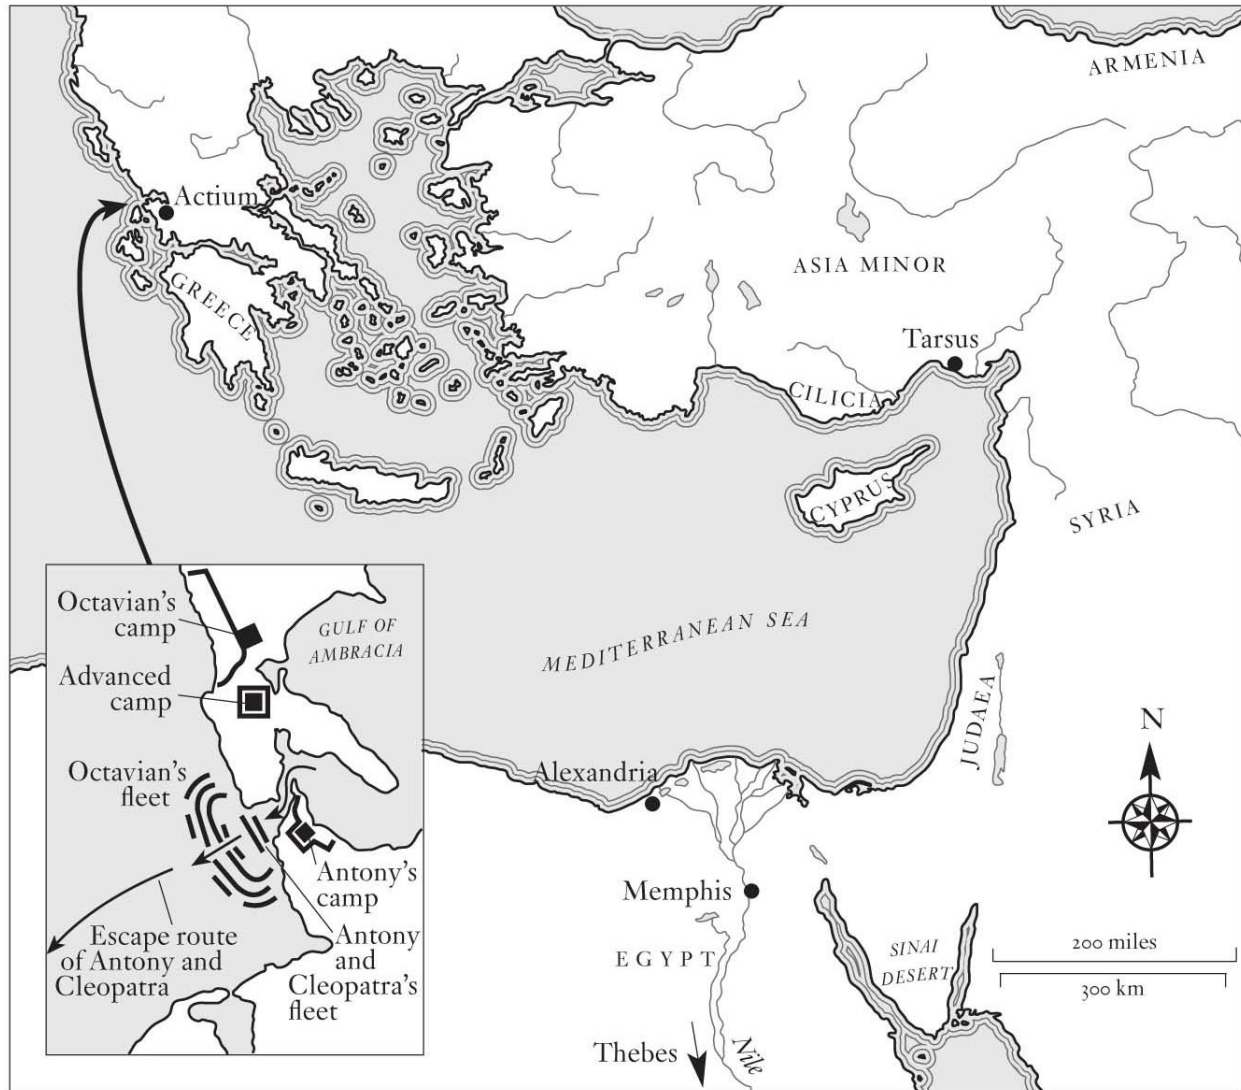 ARMENIA
Actium
ASIA MINOR
GREECE
Tarsus
CILICIA
CYPRUS
SYRIA
MEDITERRANEAN SEA
JUDAEA
N
Alexandria
Memphis
EGYPT
SINAI
DESERT
200 miles
300 km
Thebes
Nile
Octavian’s
camp
GULF OF
AMBRACIA
Advanced
camp
Octavian’s
fleet
Antony’s
camp
Escape route
of Antony and
Cleopatra
Antony
and
Cleopatra’s
fleet